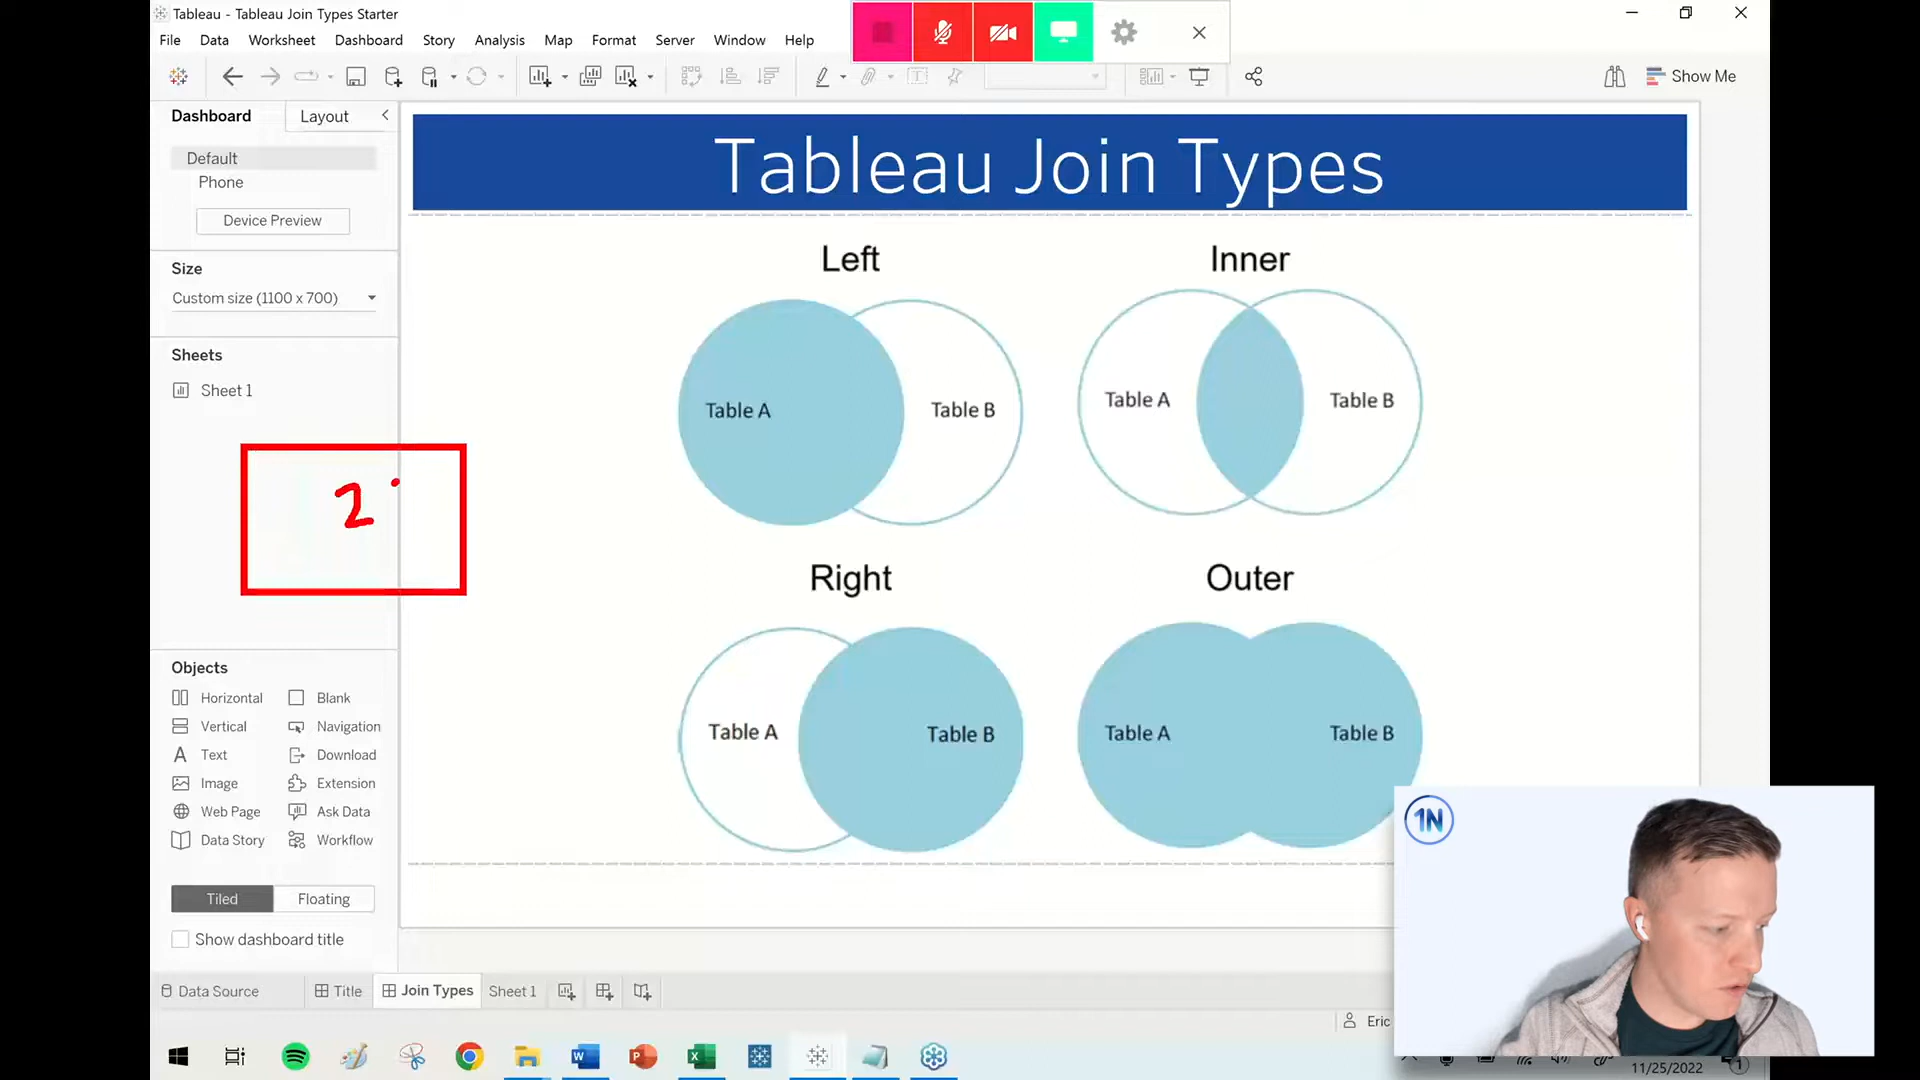 Tableau - Tableau Join Types Starter
File Data Worksheet Dashboard Story Analysis Map Format Server Window Help
Show Me
Dashboard Layout
Default
Phone
Device Preview
Size
Custom size (1100 x 700)
Sheets
Sheet 1
2
Tableau Join Types
Left Inner
Table A Table B Table A Table B
Right Outer
Table A Table B Table A Table B
Objects
Horizontal Blank
Vertical Navigation
Text Download
Image Extension
Web Page Ask Data
Data Story Workflow
Tiled Floating
Show dashboard title
1N
Data Source Title Join Types Sheet 1
Eric
11/25/2022